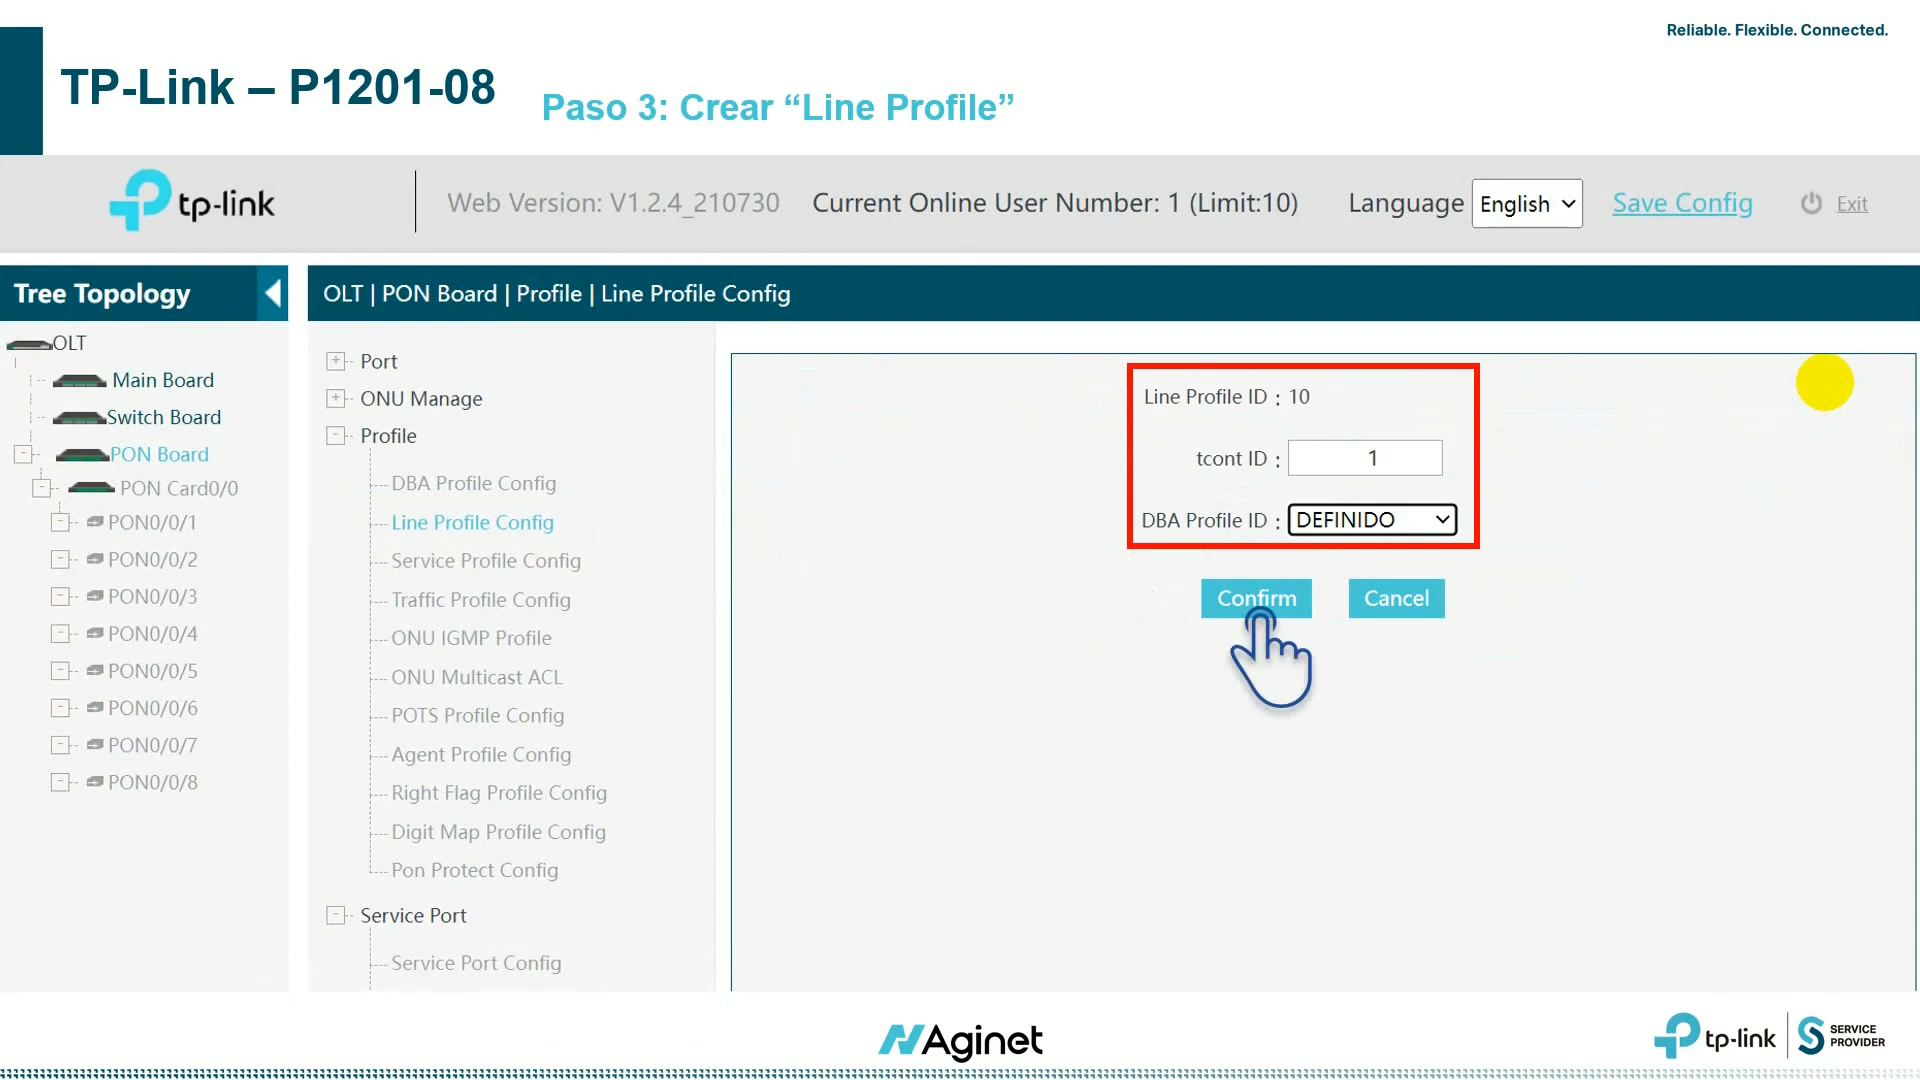 Reliable. Flexible. Connected.
TP-Link – P1201-08
Paso 3: Crear “Line Profile”
tp-link
Web Version: V1.2.4_210730
Current Online User Number: 1 (Limit:10)
Language
English
Save Config
Exit
Tree Topology
OLT | PON Board | Profile | Line Profile Config
OLT
Main Board
Switch Board
PON Board
PON Card0/0
PON0/0/1
PON0/0/2
PON0/0/3
PON0/0/4
PON0/0/5
PON0/0/6
PON0/0/7
PON0/0/8
Port
ONU Manage
Profile
DBA Profile Config
Line Profile Config
Service Profile Config
Traffic Profile Config
ONU IGMP Profile
ONU Multicast ACL
POTS Profile Config
Agent Profile Config
Right Flag Profile Config
Digit Map Profile Config
Pon Protect Config
Service Port
Service Port Config
Line Profile ID : 10
tcont ID : 1
DBA Profile ID : DEFINIDO
Confirm
Cancel
Aginet
tp-link
SERVICE
PROVIDER